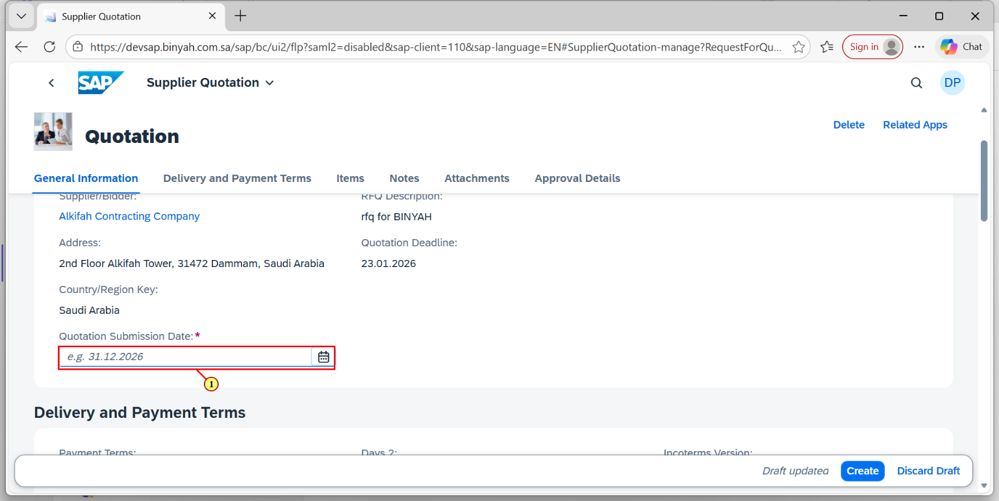 Supplier Quotation
https://devsap.binyah.com.sa/sap/bc/ui2/flp?saml2=disabled&sap-client=110&sap-language=EN#SupplierQuotation-manage?RequestForQu...
Sign in
Chat
SAP
Supplier Quotation
DP
Quotation
Delete
Related Apps
General Information
Delivery and Payment Terms
Items
Notes
Attachments
Approval Details
Supplier/Bidder:
RFQ Description:
Alkifah Contracting Company
rfq for BINYAH
Address:
Quotation Deadline:
2nd Floor Alkifah Tower, 31472 Dammam, Saudi Arabia
23.01.2026
Country/Region Key:
Saudi Arabia
Quotation Submission Date:*
e.g. 31.12.2026
1
Delivery and Payment Terms
Payment Terms:
Days 2:
Incoterms Version:
Draft updated
Create
Discard Draft